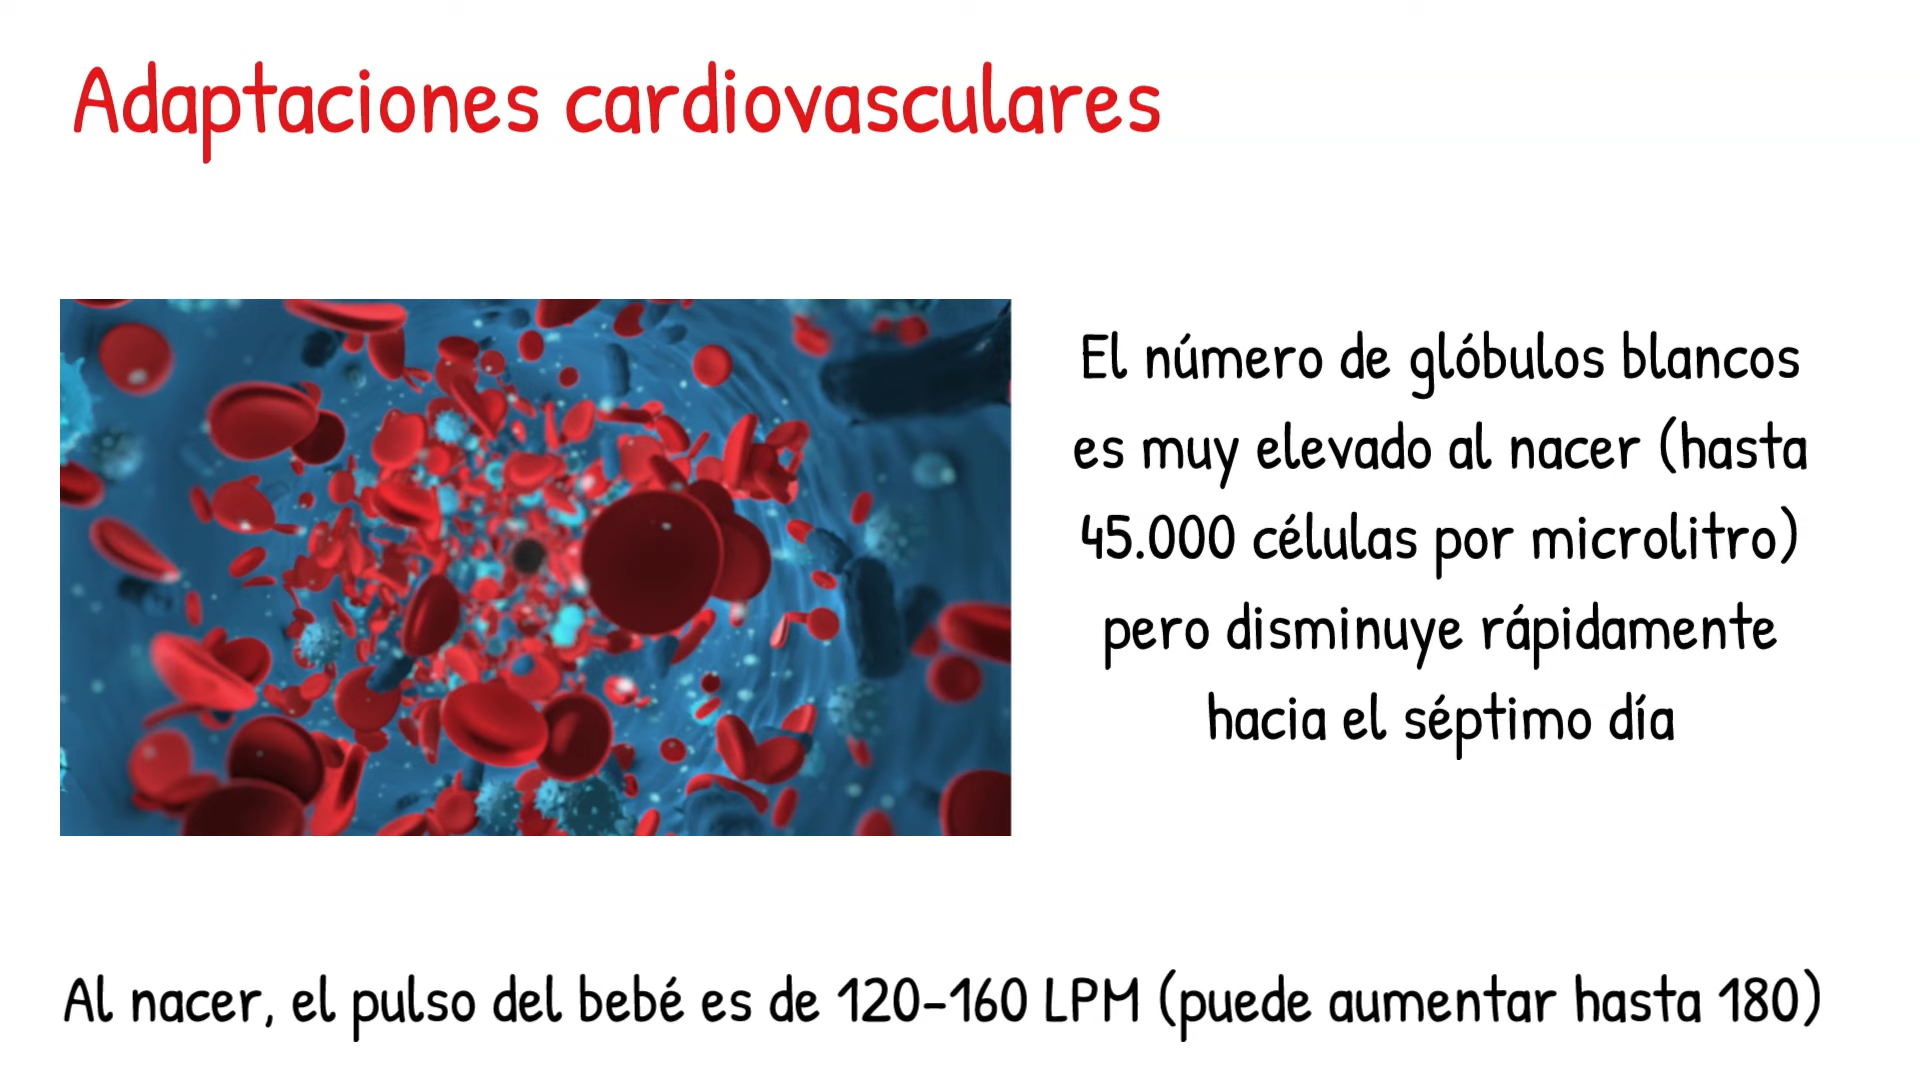 Adaptaciones cardiovasculares
El número de glóbulos blancos
es muy elevado al nacer (hasta
45.000 células por microlitro)
pero disminuye rápidamente
hacia el séptimo día
Al nacer, el pulso del bebé es de 120-160 LPM (puede aumentar hasta 180)